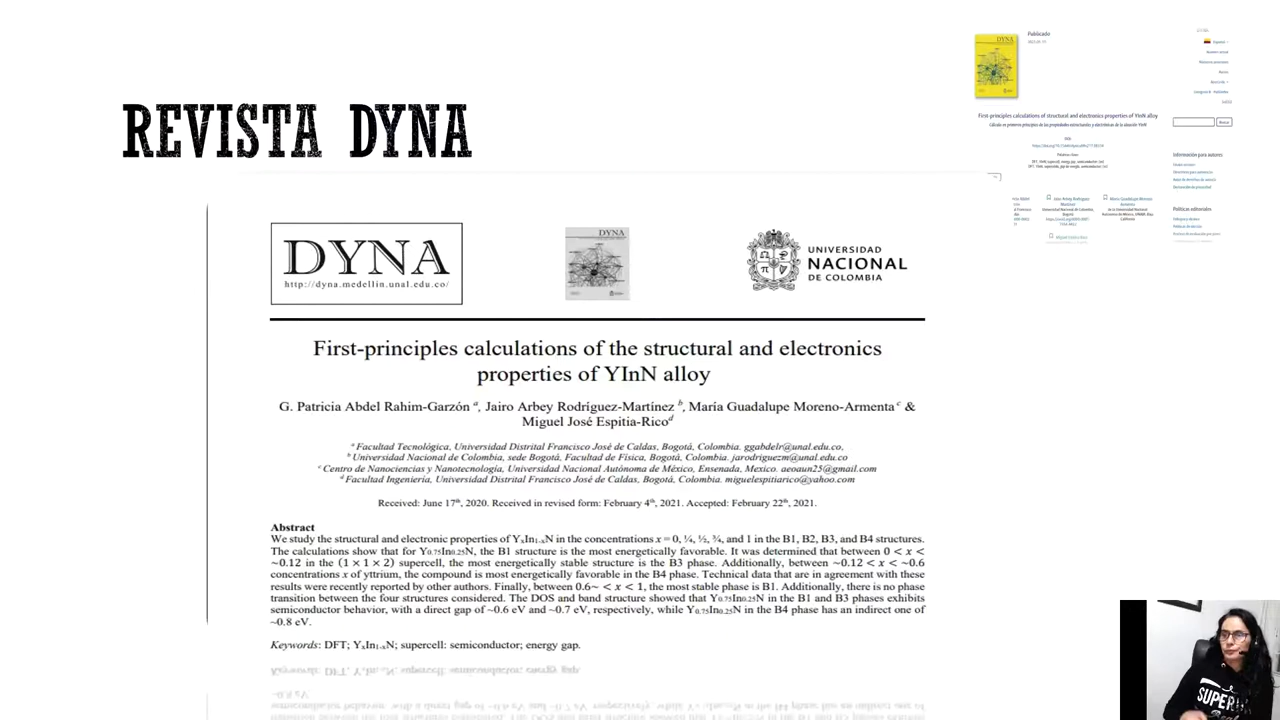 REVISTA DYNA
DYNA
Publicado
First-principles calculations of structural and electronics properties of YInN alloy
Información para autores
Políticas editoriales
Buscar
DYNA
http://dyna.medellin.unal.edu.co/
UNIVERSIDAD
NACIONAL
DE COLOMBIA
First-principles calculations of the structural and electronics
properties of YInN alloy
G. Patricia Abdel Rahim-Garzón a, Jairo Arbey Rodríguez-Martínez b, María Guadalupe Moreno-Armenta c &
Miguel José Espitia-Rico d
a Facultad Tecnológica, Universidad Distrital Francisco José de Caldas, Bogotá, Colombia. ggabdelr@unal.edu.co,
b Universidad Nacional de Colombia, sede Bogotá, Facultad de Física, Bogotá, Colombia. jarodriguezm@unal.edu.co
c Centro de Nanociencias y Nanotecnología, Universidad Nacional Autónoma de México, Ensenada, Mexico. aeoaun25@gmail.com
d Facultad Ingeniería, Universidad Distrital Francisco José de Caldas, Bogotá, Colombia. miguelespitiarico@yahoo.com
Received: June 17th, 2020. Received in revised form: February 4th, 2021. Accepted: February 22th, 2021.
Abstract
We study the structural and electronic properties of YxIn1-xN in the concentrations x = 0, ¼, ½, ¾, and 1 in the B1, B2, B3, and B4 structures.
The calculations show that for Y0.75In0.25N, the B1 structure is the most energetically favorable. It was determined that between 0 < x <
~0.12 in the (1 × 1 × 2) supercell, the most energetically stable structure is the B3 phase. Additionally, between ~0.12 < x < ~0.6
concentrations x of yttrium, the compound is most energetically favorable in the B4 phase. Technical data that are in agreement with these
results were recently reported by other authors. Finally, between 0.6~ < x < 1, the most stable phase is B1. Additionally, there is no phase
transition between the four structures considered. The DOS and band structure showed that Y0.75In0.25N in the B1 and B3 phases exhibits
semiconductor behavior, with a direct gap of ~0.6 eV and ~0.7 eV, respectively, while Y0.75In0.25N in the B4 phase has an indirect one of
~0.8 eV.
Keywords: DFT; YxIn1-xN; supercell: semiconductor; energy gap.
SUPER